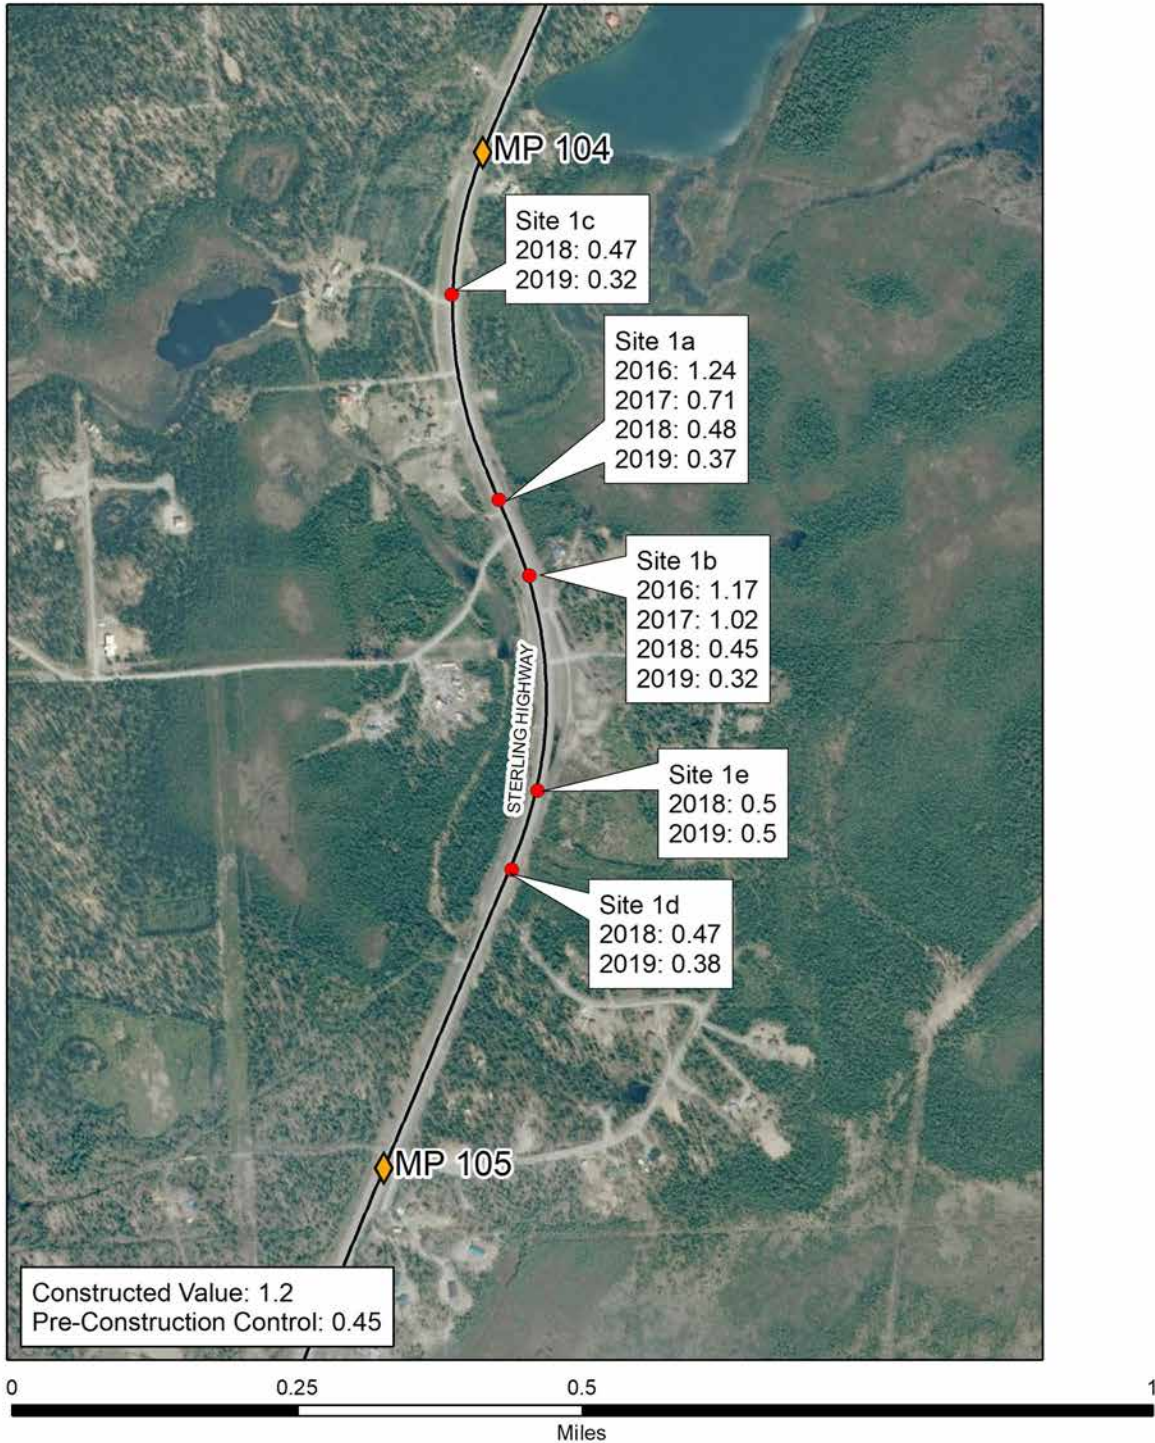 MP 104
Site 1c
2018: 0.47
2019: 0.32
Site 1a
2016: 1.24
2017: 0.71
2018: 0.48
2019: 0.37
Site 1b
2016: 1.17
2017: 1.02
2018: 0.45
2019: 0.32
STERLING HIGHWAY
Site 1e
2018: 0.5
2019: 0.5
Site 1d
2018: 0.47
2019: 0.38
MP 105
Constructed Value: 1.2
Pre-Construction Control: 0.45
0 0.25 0.5 1
Miles